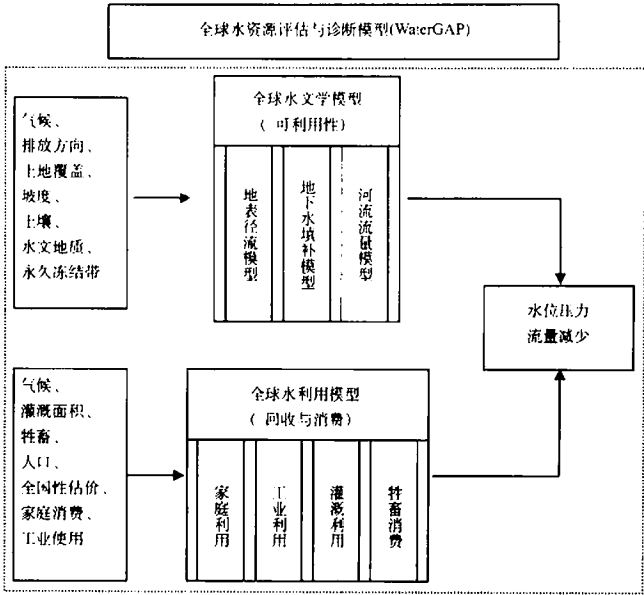 全球水资源评估与诊断模型(WaterGAP)
气候、
排放方向、
土地覆盖、
坡度、
土壤、
水文地质、
永久冻结带
全球水文学模型
(可利用性)
地表径流模型
地下水填补模型
河流流量模型
水位压力
流量减少
气候、
灌溉面积、
牲畜、
人口、
全国性估价、
家庭消费、
工业使用
全球水利用模型
(回收与消费)
家庭利用
工业利用
灌溉利用
牲畜消费